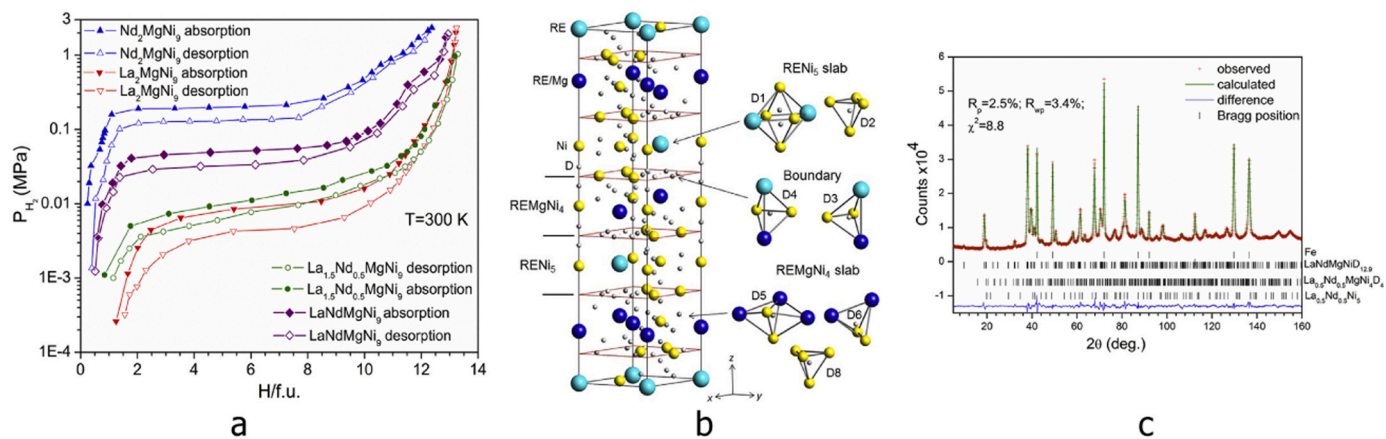 a
3
1
0.1
0.01
1E-3
1E-4
P_H2 (MPa)
Nd2MgNi9 absorption
Nd2MgNi9 desorption
La2MgNi9 absorption
La2MgNi9 desorption
T=300 K
La1.5Nd0.5MgNi9 desorption
La1.5Nd0.5MgNi9 absorption
LaNdMgNi9 absorption
LaNdMgNi9 desorption
0 2 4 6 8 10 12 14
H/f.u.
a
b
RE
RE/Mg
Ni
D
REMgNi4
RENi5
RENi5 slab
D1
D2
Boundary
D4
D3
REMgNi4 slab
D5
D6
D8
z
x
y
b
c
observed
calculated
difference
Bragg position
Rp=2.5%; Rwp=3.4%;
χ²=8.8
Counts x10⁴
6
5
4
3
2
1
0
-1
Fe
LaNdMgNiD12.9
La0.5Nd0.5MgNi4D4
La0.5Nd0.5Ni5
20 40 60 80 100 120 140 160
2θ (deg.)
c